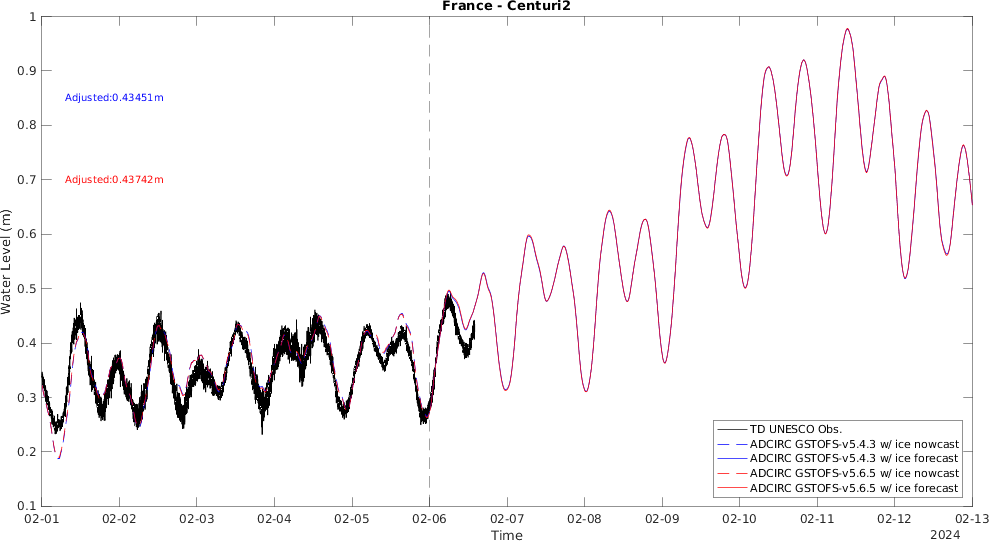 France - Centuri2
1
0.9
0.8
0.7
0.6
0.5
0.4
0.3
0.2
0.1
Water Level (m)
Adjusted:0.43451m
Adjusted:0.43742m
TD UNESCO Obs.
ADCIRC GSTOFS-v5.4.3 w/ ice nowcast
ADCIRC GSTOFS-v5.4.3 w/ ice forecast
ADCIRC GSTOFS-v5.6.5 w/ ice nowcast
ADCIRC GSTOFS-v5.6.5 w/ ice forecast
02-01 02-02 02-03 02-04 02-05 02-06 02-07 02-08 02-09 02-10 02-11 02-12 02-13
Time
2024